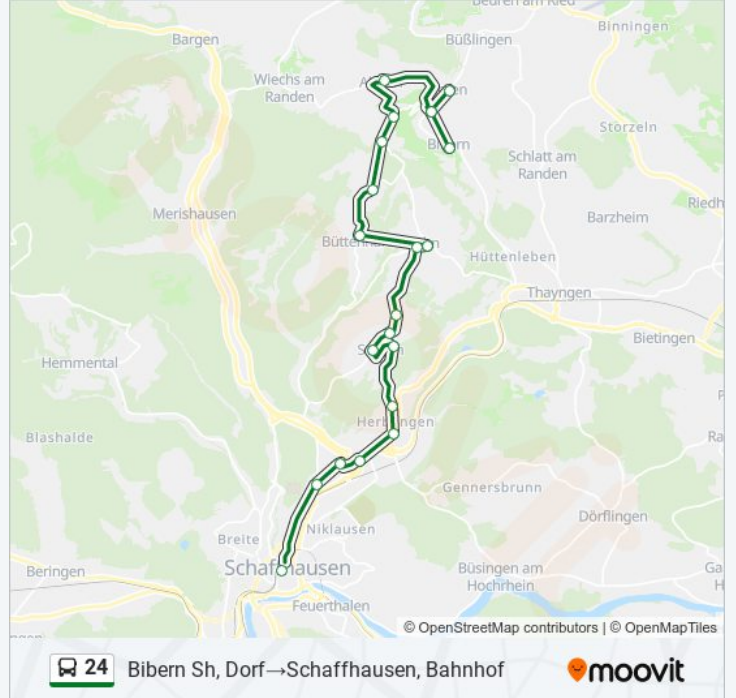 Beuren am Ried
Bargen
Büßlingen
Binningen
Wiechs am
Randen
Storzeln
Schlatt am
Randen
Merishausen
Barzheim
Hüttenleben
Thayngen
Bietingen
Hemmental
Blashalde
Gennersbrunn
Dörflingen
Niklausen
Breite
Schaffhausen
Büsingen am
Hochrhein
Beringen
Feuerthalen
© OpenStreetMap contributors | © OpenMapTiles
24 Bibern Sh, Dorf→Schaffhausen, Bahnhof
moovit